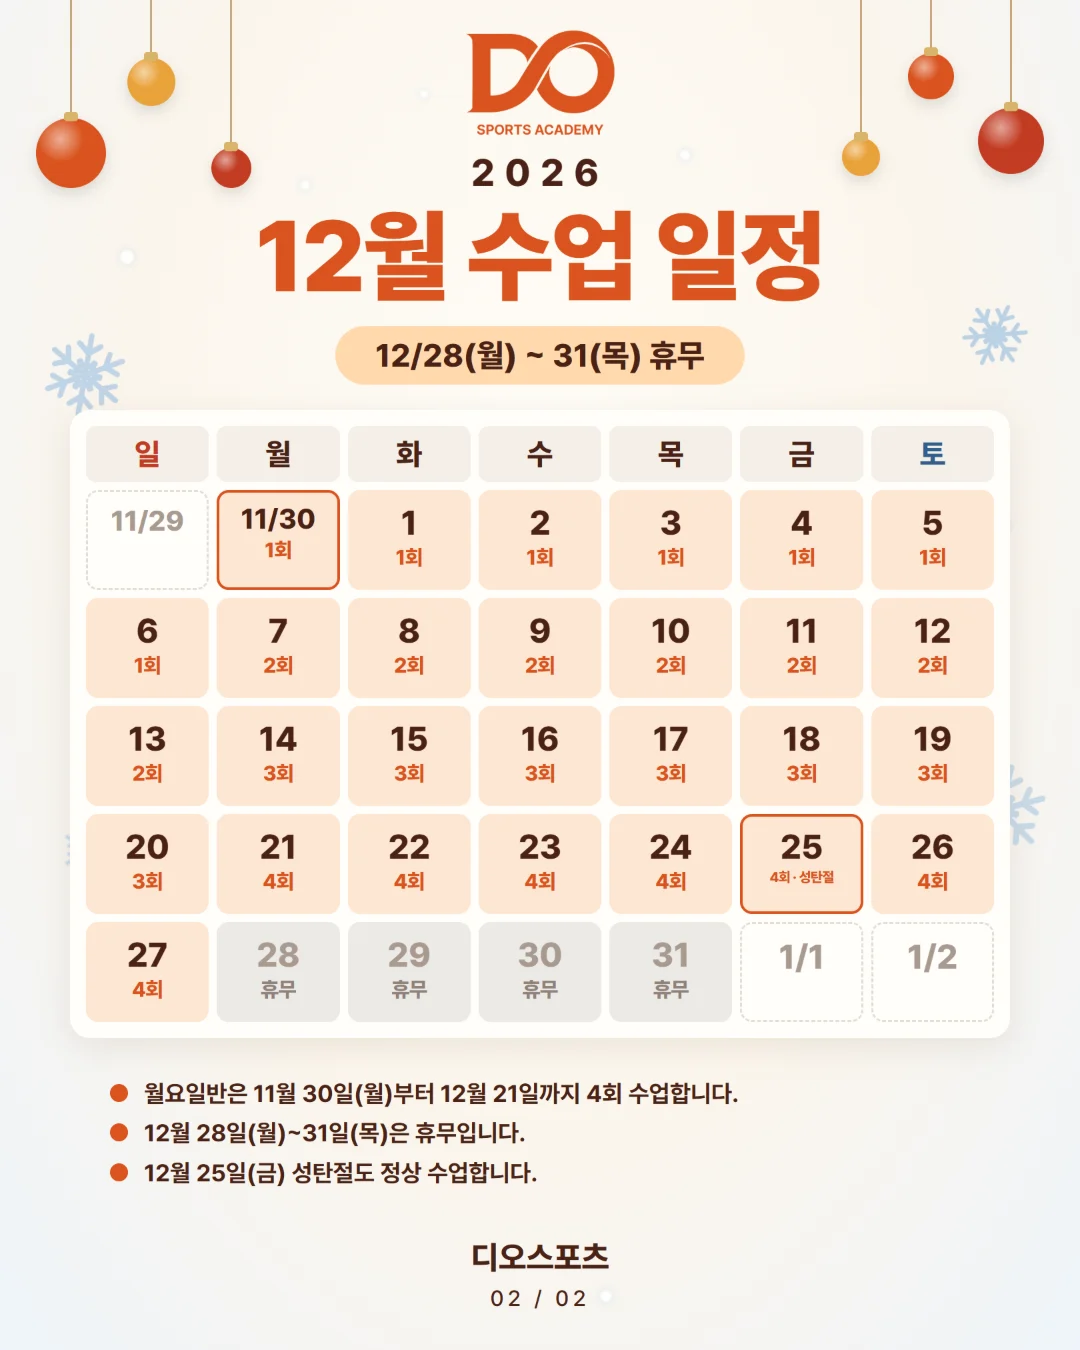 DO
SPORTS ACADEMY
2026
12월 수업 일정
12/28(월) ~ 31(목) 휴무
일 월 화 수 목 금 토
11/29 11/30 1 2 3 4 5
1회 1회 1회 1회 1회 1회
6 7 8 9 10 11 12
1회 2회 2회 2회 2회 2회 2회
13 14 15 16 17 18 19
2회 3회 3회 3회 3회 3회 3회
20 21 22 23 24 25 26
3회 4회 4회 4회 4회 4회·성탄절 4회
27 28 29 30 31 1/1 1/2
4회 휴무 휴무 휴무 휴무
월요일반은 11월 30일(월)부터 12월 21일까지 4회 수업합니다.
12월 28일(월)~31일(목)은 휴무입니다.
12월 25일(금) 성탄절도 정상 수업합니다.
디오스포츠
02 / 02